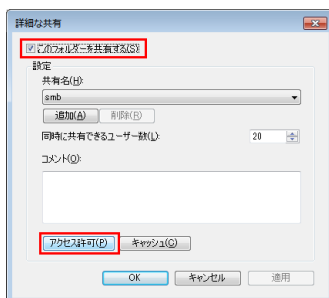 詳細な共有
このフォルダーを共有する(S)
設定
共有名(H):
smb
追加(A) 削除(R)
同時に共有できるユーザー数(L): 20
コメント(O):
アクセス許可(P) キャッシュ(C)
OK キャンセル 適用